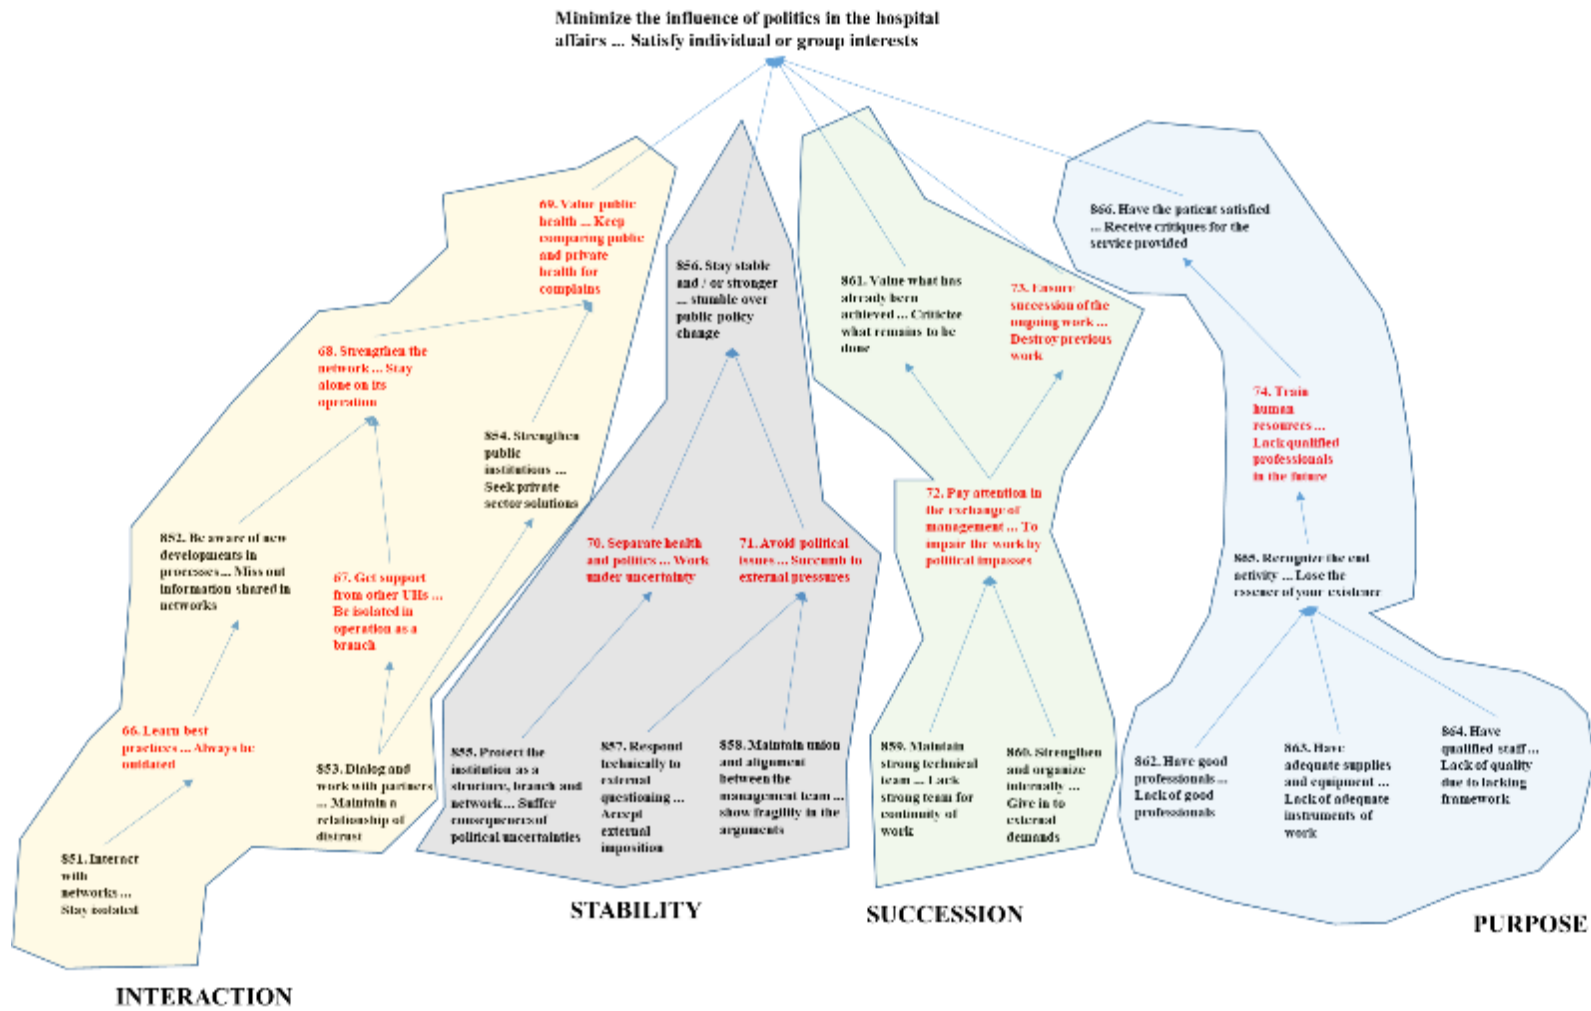 Minimize the influence of politics in the hospital
affairs ... Satisfy individual or group interests
69. Value public
health ... Keep
comparing public
and private
health for
complains
68. Strengthen the
network ... Stay
alone on its
operation
854. Strengthen
public
institutions ...
Seek private
sector solutions
852. Be aware of new
developments in
processes... Miss out
information shared in
networks
67. Get support
from other UHs ...
Be isolated in
operation as a
branch
66. Learn best
practices ... Always be
outdated
853. Dialog and
work with partners
... Maintain a
relationship of
distrust
851. Interact
with
networks ...
Stay isolated
INTERACTION
856. Stay stable
and / or stronger
... stumble over
public policy
change
70. Separate health
and politics ... Work
under uncertainty
71. Avoid political
issues ... Succumb to
external pressures
855. Protect the
institution as a
structure, branch and
network ... Suffer
consequences of
political uncertainties
857. Respond
technically to
external
questioning ...
Accept
external
imposition
858. Maintain union
and alignment
between the
management team ...
show fragility in the
arguments
STABILITY
861. Value what has
already been
achieved ... Criticize
what remains to be
done
73. Ensure
succession of the
ongoing work ...
Destroy previous
work
72. Pay attention in
the exchange of
management ... To
impair the work by
political impasses
859. Maintain
strong technical
team ... Lack
strong team for
continuity of
work
860. Strengthen
and organize
internally ...
Give in to
external
demands
SUCCESSION
866. Have the patient satisfied
... Receive critiques for the
service provided
74. Train
human
resources ...
Lack qualified
professionals
in the future
865. Recognize the end
activity ... Lose the
essence of your existence
862. Have good
professionals ...
Lack of good
professionals
863. Have
adequate supplies
and equipment ...
Lack of adequate
instruments of
work
864. Have
qualified staff ...
Lack of quality
due to lacking
framework
PURPOSE